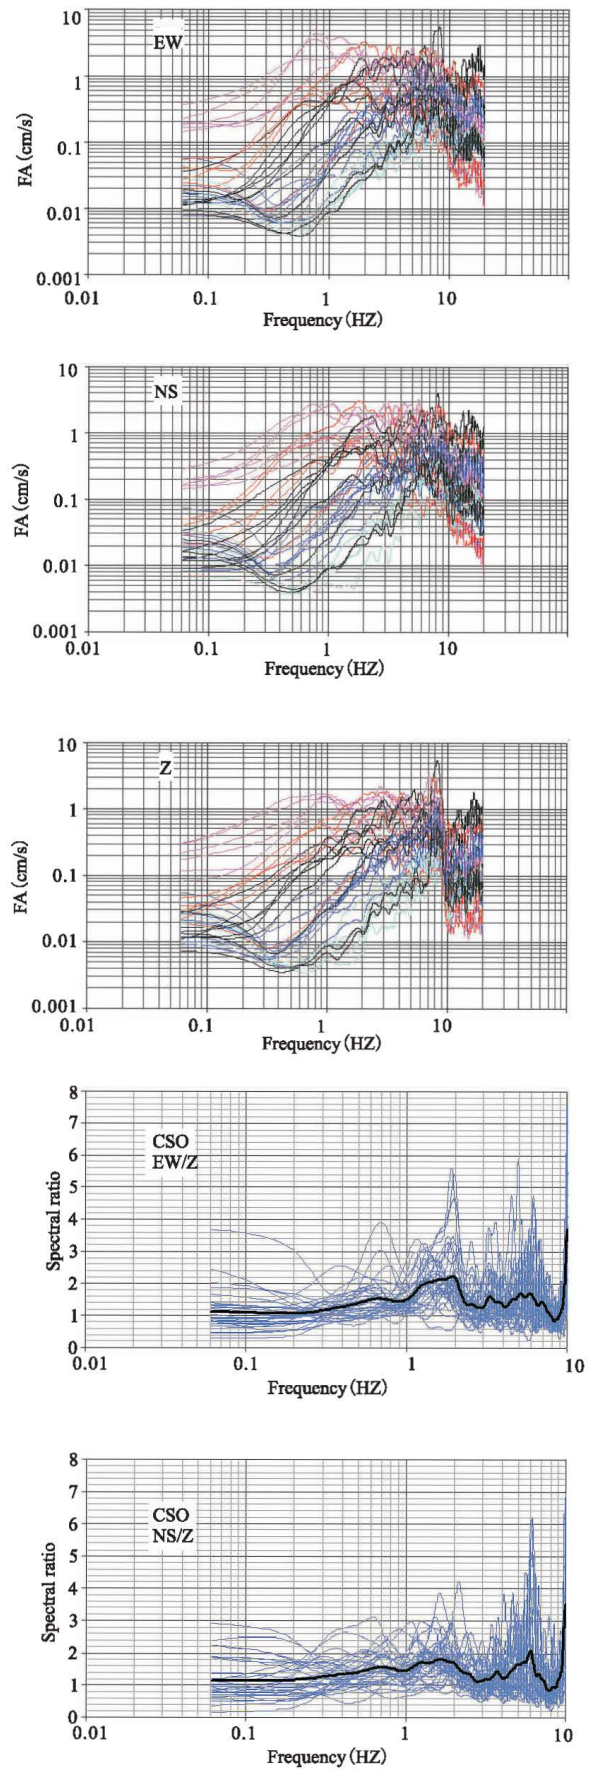 10
EW
1
0.1
0.01
0.001
FA (cm/s)
0.01 0.1 1 10
Frequency (HZ)
10
NS
1
0.1
0.01
0.001
FA (cm/s)
0.01 0.1 1 10
Frequency (HZ)
10
Z
1
0.1
0.01
0.001
FA (cm/s)
0.01 0.1 1 10
Frequency (HZ)
8
7
6
5
4
3
2
1
0
CSO
EW/Z
Spectral ratio
0.01 0.1 1 10
Frequency (HZ)
8
7
6
5
4
3
2
1
0
CSO
NS/Z
Spectral ratio
0.01 0.1 1 10
Frequency (HZ)